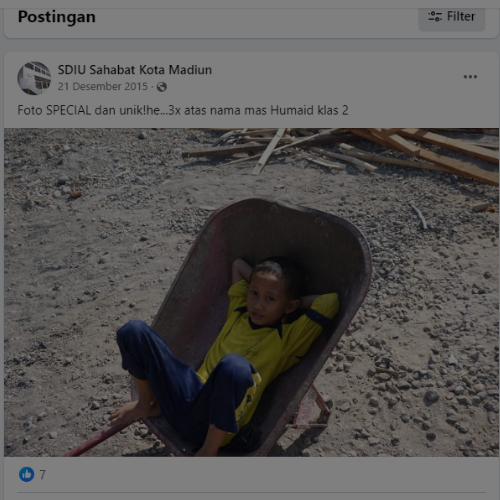 Postingan
Filter
SDIU Sahabat Kota Madiun
21 Desember 2015 ·
Foto SPECIAL dan unik!he...3x atas nama mas Humaid klas 2
7